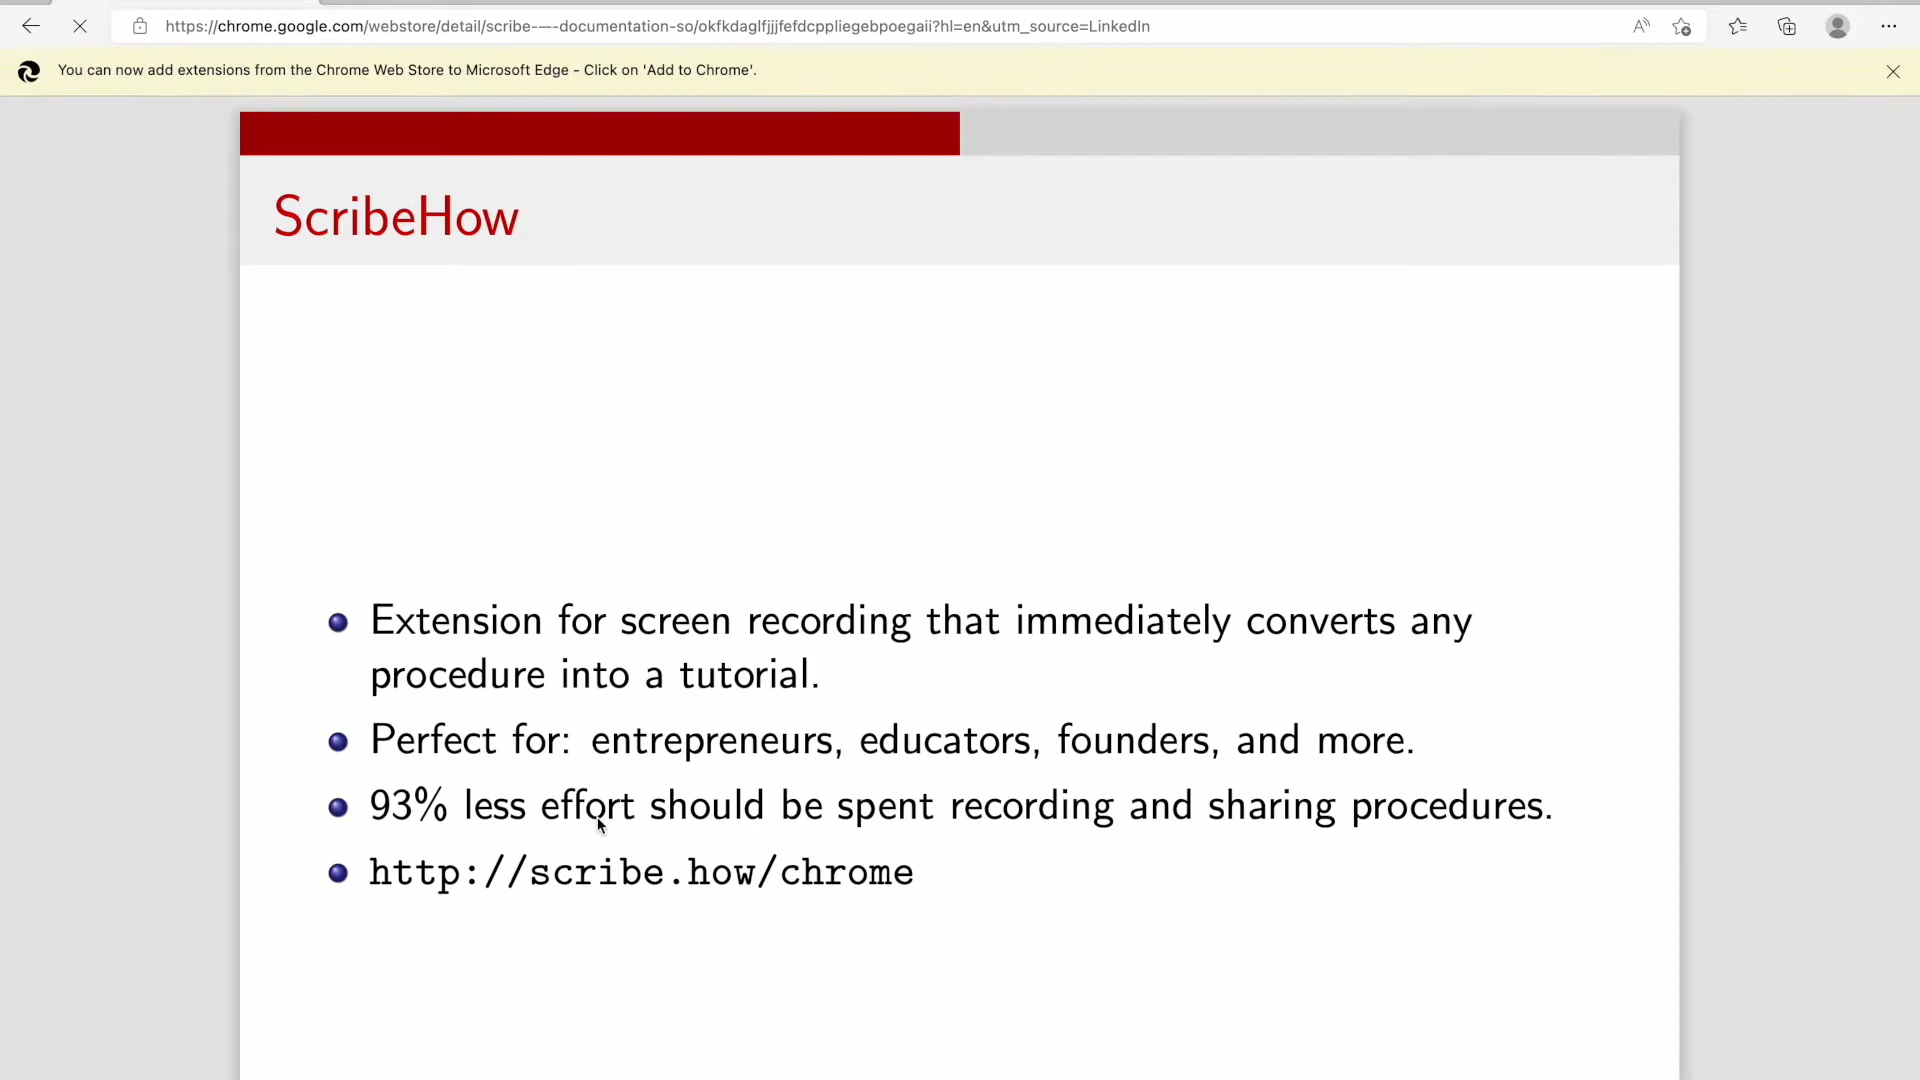 https://chrome.google.com/webstore/detail/scribe-—-documentation-so/okfkdaglfjjjfefdcppliegebpoegaii?hl=en&utm_source=LinkedIn
You can now add extensions from the Chrome Web Store to Microsoft Edge - Click on 'Add to Chrome'.
ScribeHow
Extension for screen recording that immediately converts any
procedure into a tutorial.
Perfect for: entrepreneurs, educators, founders, and more.
93% less effort should be spent recording and sharing procedures.
http://scribe.how/chrome